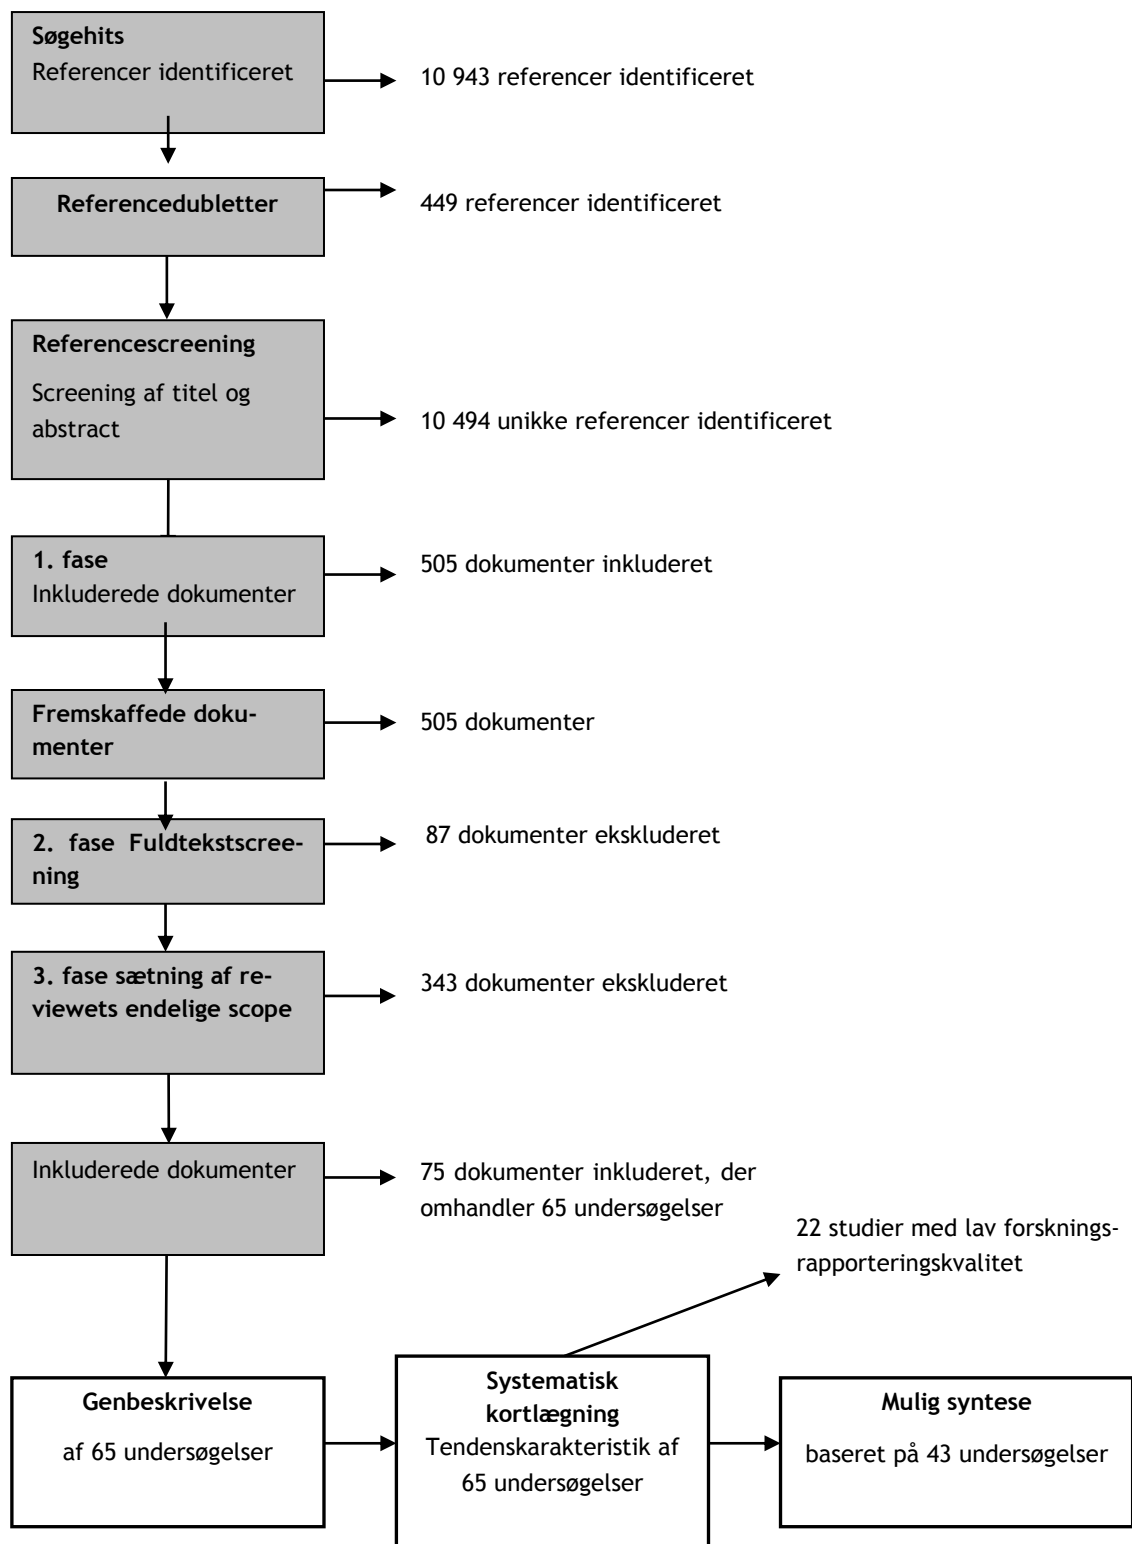 Søgehits
Referencer identificeret
10 943 referencer identificeret
Referencedubletter
449 referencer identificeret
Referencescreening
Screening af titel og
abstract
10 494 unikke referencer identificeret
1. fase
Inkluderede dokumenter
505 dokumenter inkluderet
Fremskaffede doku-
menter
505 dokumenter
2. fase Fuldtekstscree-
ning
87 dokumenter ekskluderet
3. fase sætning af re-
viewets endelige scope
343 dokumenter ekskluderet
Inkluderede dokumenter
75 dokumenter inkluderet, der
omhandler 65 undersøgelser
22 studier med lav forsknings-
rapporteringskvalitet
Genbeskrivelse
af 65 undersøgelser
Systematisk
kortlægning
Tendenskarakteristik af
65 undersøgelser
Mulig syntese
baseret på 43 undersøgelser